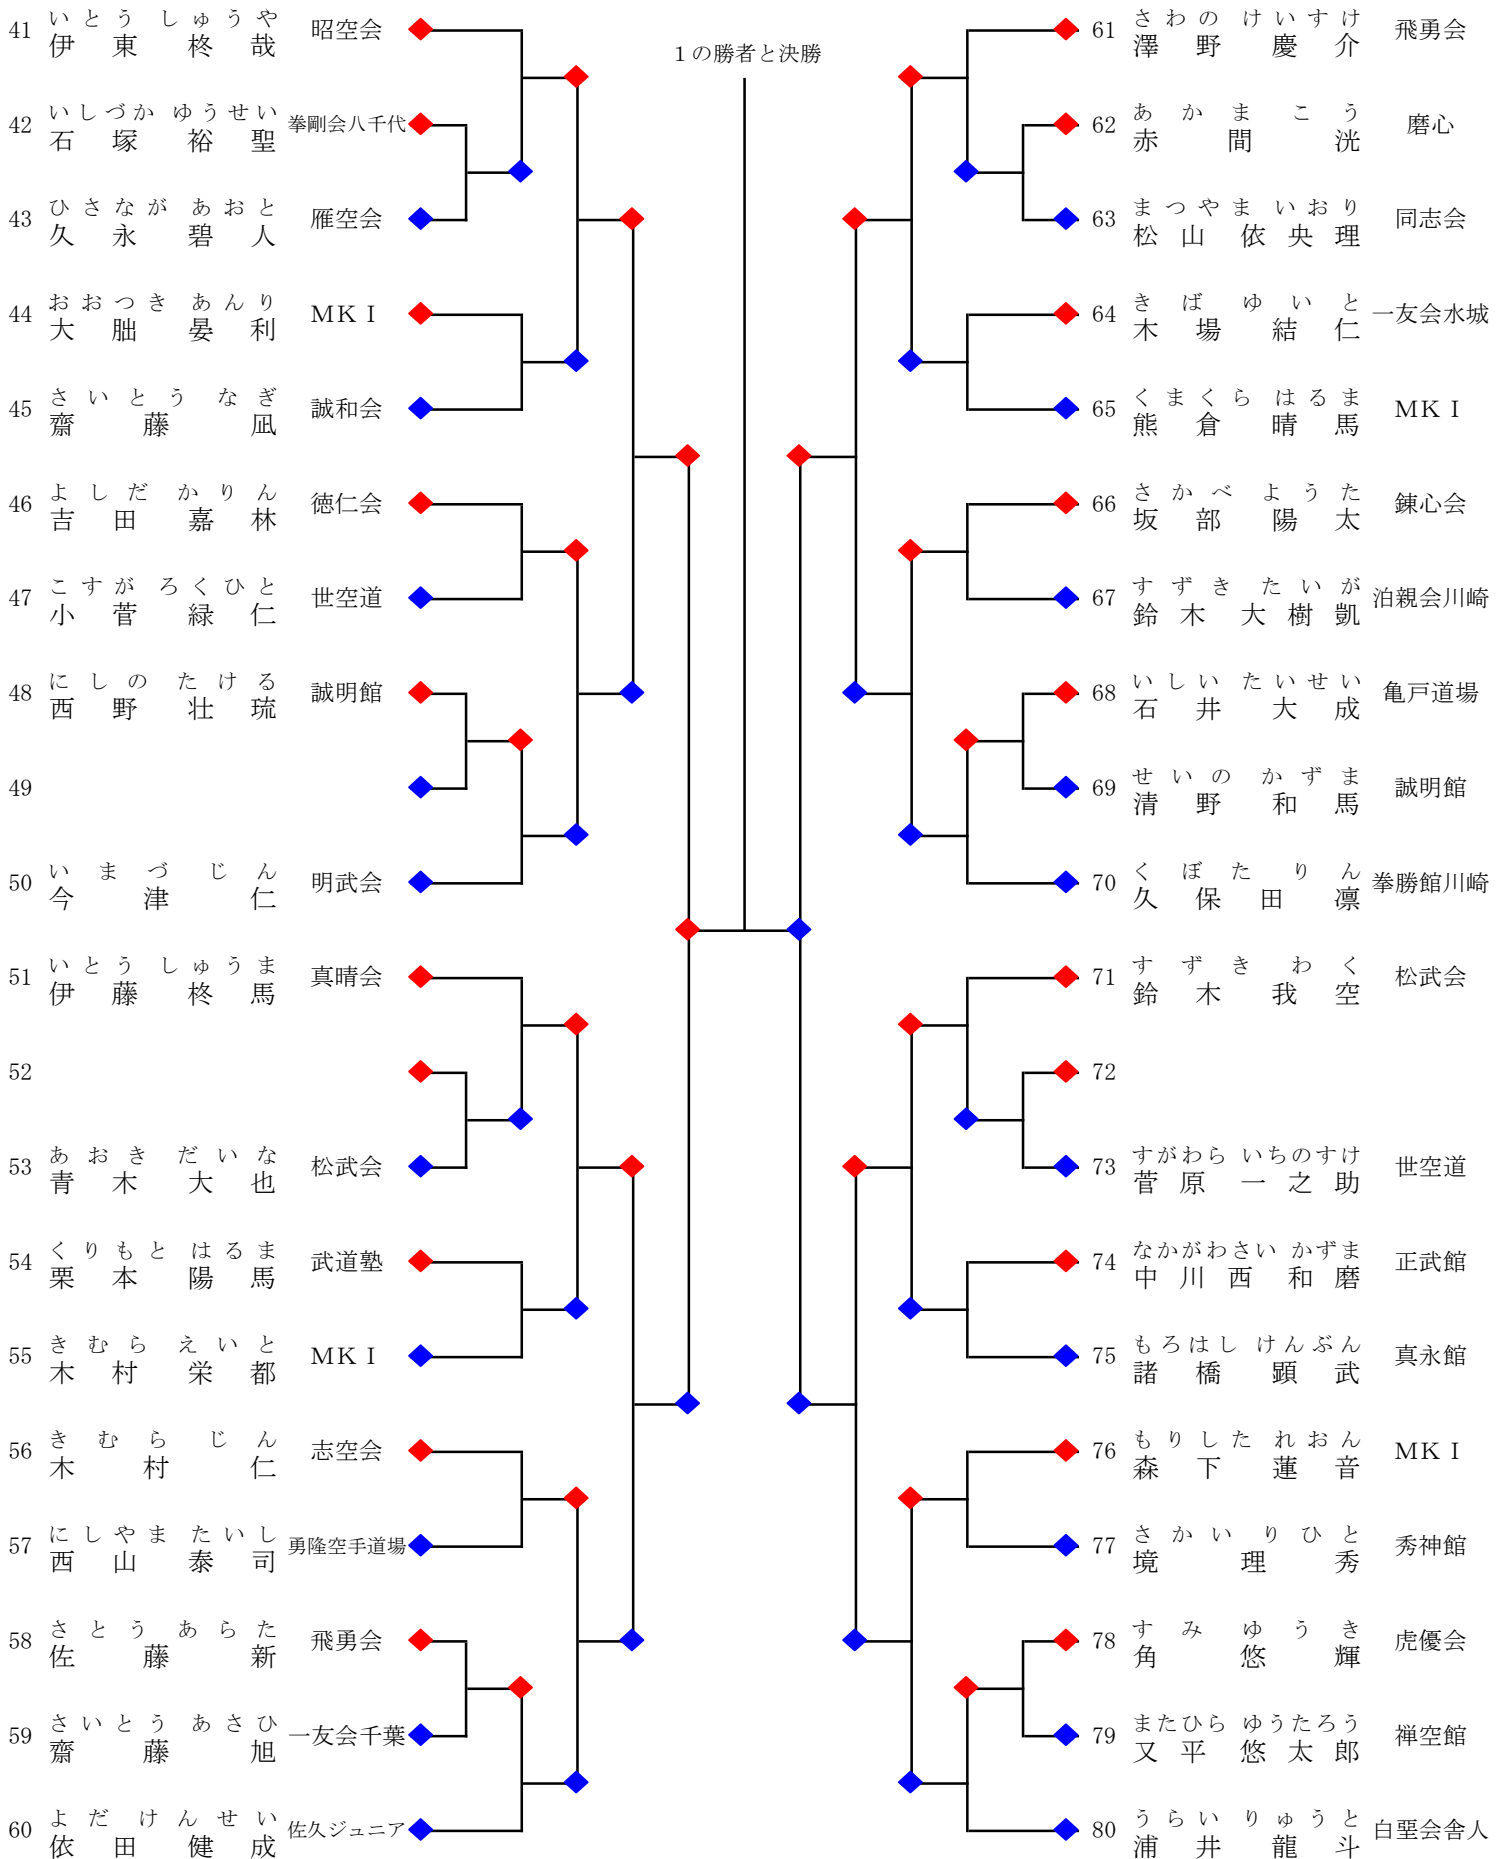 １の勝者と決勝
いとう しゅうや
41 伊東 柊哉 昭空会
いしづか ゆうせい
42 石塚 裕聖 拳剛会八千代
ひさなが あおと
43 久永 碧人 雁空会
おおつき あんり
44 大朏 晏利 MKＩ
さいとう なぎ
45 齋藤 凪 誠和会
よしだ かりん
46 吉田 嘉林 徳仁会
こすが ろくひと
47 小菅 緑仁 世空道
にしの たける
48 西野 壮琉 誠明館
49
いまづ じん
50 今津 仁 明武会
いとう しゅうま
51 伊藤 柊馬 真晴会
52
あおき だいな
53 青木 大也 松武会
くりもと はるま
54 栗本 陽馬 武道塾
きむら えいと
55 木村 栄都 MKＩ
きむら じん
56 木村 仁 志空会
にしやま たいし
57 西山 泰司 勇隆空手道場
さとう あらた
58 佐藤 新 飛勇会
さいとう あさひ
59 齋藤 旭 一友会千葉
よだ けんせい
60 依田 健成 佐久ジュニア
さわの けいすけ
61 澤野 慶介 飛勇会
あかま こう
62 赤間 洸 磨心
まつやま いおり
63 松山 依央理 同志会
きば ゆいと
64 木場 結仁 一友会水城
くまくら はるま
65 熊倉 晴馬 MKＩ
さかべ ようた
66 坂部 陽太 錬心会
すずき たいが
67 鈴木 大樹凱 泊親会川崎
いしい たいせい
68 石井 大成 亀戸道場
せいの かずま
69 清野 和馬 誠明館
くぼた りん
70 久保田 凛 拳勝館川崎
すずき わく
71 鈴木 我空 松武会
72
すがわら いちのすけ
73 菅原 一之助 世空道
なかがわさい かずま
74 中川西 和磨 正武館
もろはし けんぶん
75 諸橋 顕武 真永館
もりした れおん
76 森下 蓮音 MKＩ
さかい りひと
77 境 理秀 秀神館
すみ ゆうき
78 角 悠輝 虎優会
またひら ゆうたろう
79 又平 悠太郎 禅空館
うらい りゅうと
80 浦井 龍斗 白堊会舎人